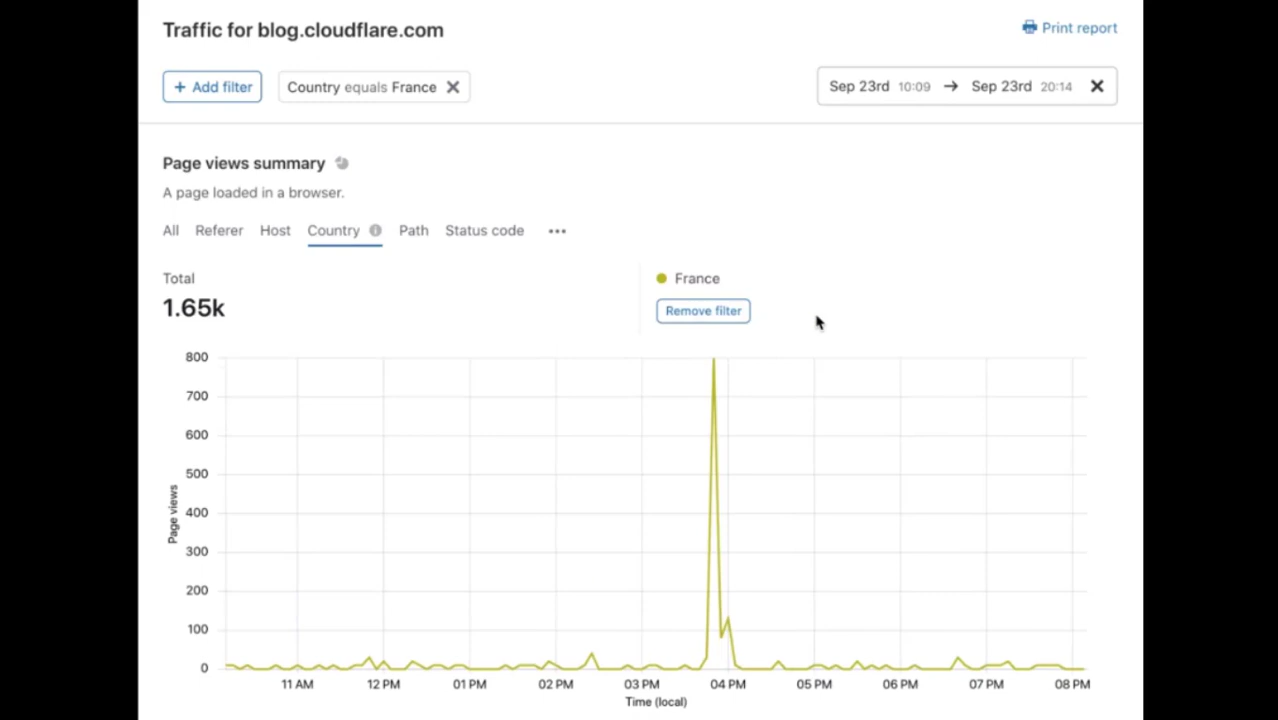 Traffic for blog.cloudflare.com
Print report
+ Add filter
Country equals France
Sep 23rd 10:09 → Sep 23rd 20:14
Page views summary
A page loaded in a browser.
All Referer Host Country Path Status code •••
Total
1.65k
France
Remove filter
800
700
600
500
400
300
200
100
0
Page views
11 AM 12 PM 01 PM 02 PM 03 PM 04 PM 05 PM 06 PM 07 PM 08 PM
Time (local)